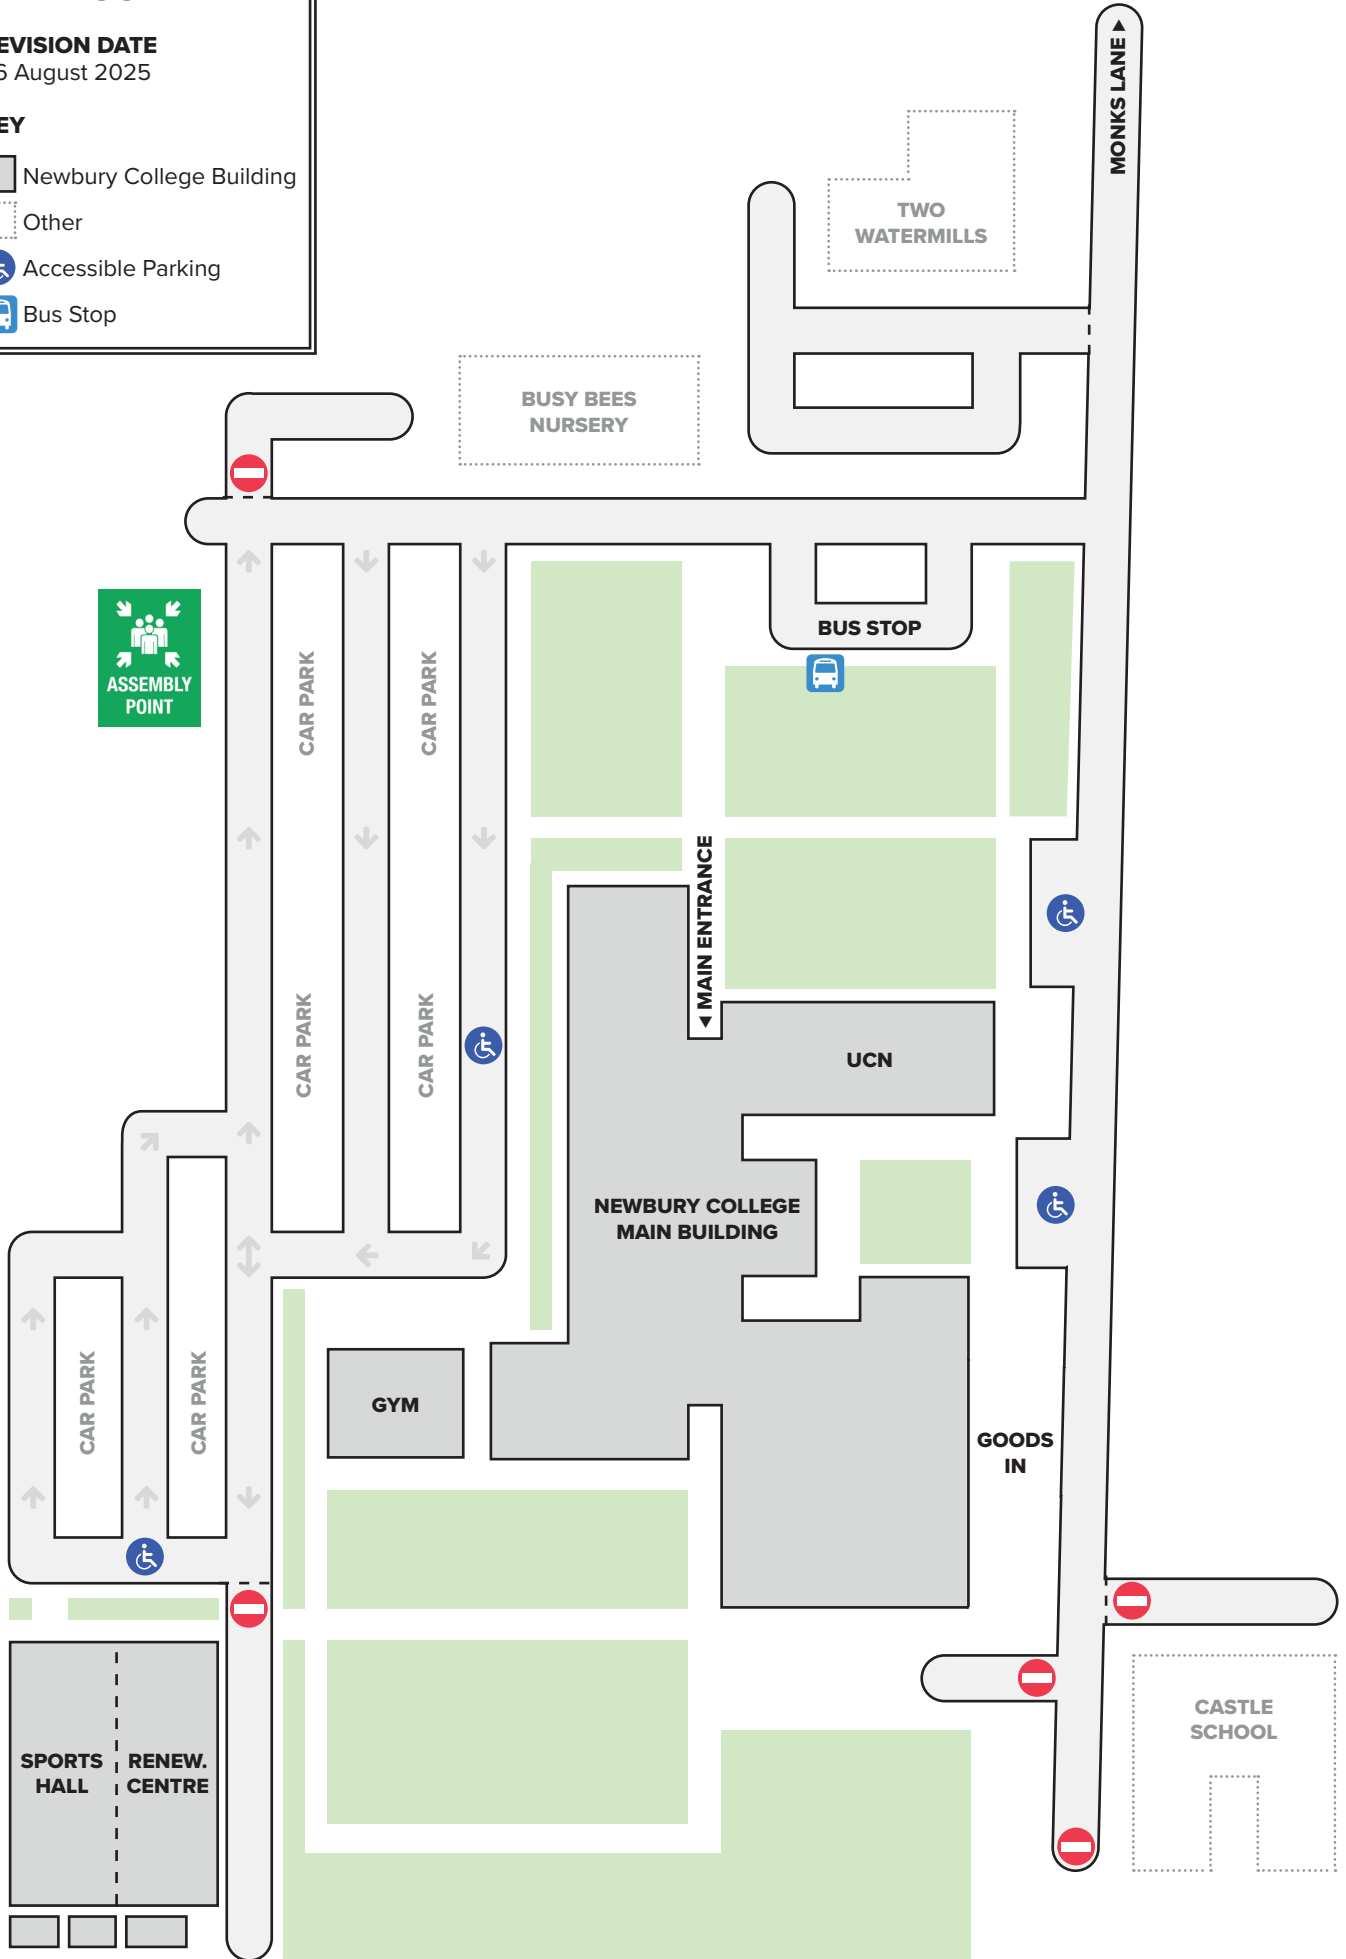 EVISION DATE
6 August 2025
EY
Newbury College Building
Other
Accessible Parking
Bus Stop
MONKS LANE ▶
TWO
WATERMILLS
BUSY BEES
NURSERY
BUS STOP
ASSEMBLY
POINT
CAR PARK
CAR PARK
◀ MAIN ENTRANCE
CAR PARK
CAR PARK
UCN
NEWBURY COLLEGE
MAIN BUILDING
CAR PARK
CAR PARK
GYM
GOODS
IN
SPORTS
HALL
RENEW.
CENTRE
CASTLE
SCHOOL